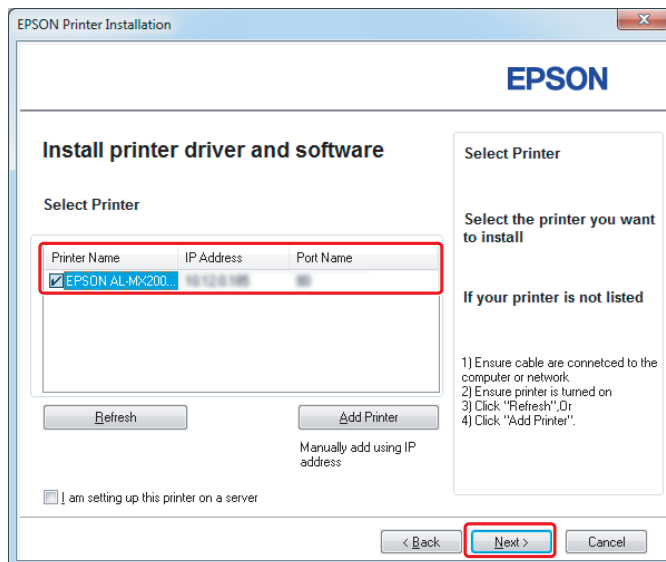 EPSON Printer Installation
EPSON
Install printer driver and software
Select Printer
Printer Name IP Address Port Name
EPSON AL-MX200...
Refresh
Add Printer
Manually add using IP
address
I am setting up this printer on a server
Select Printer
Select the printer you want
to install
If your printer is not listed
1) Ensure cable are connetced to the
computer or network
2) Ensure printer is turned on
3) Click "Refresh",Or
4) Click "Add Printer".
< Back
Next >
Cancel